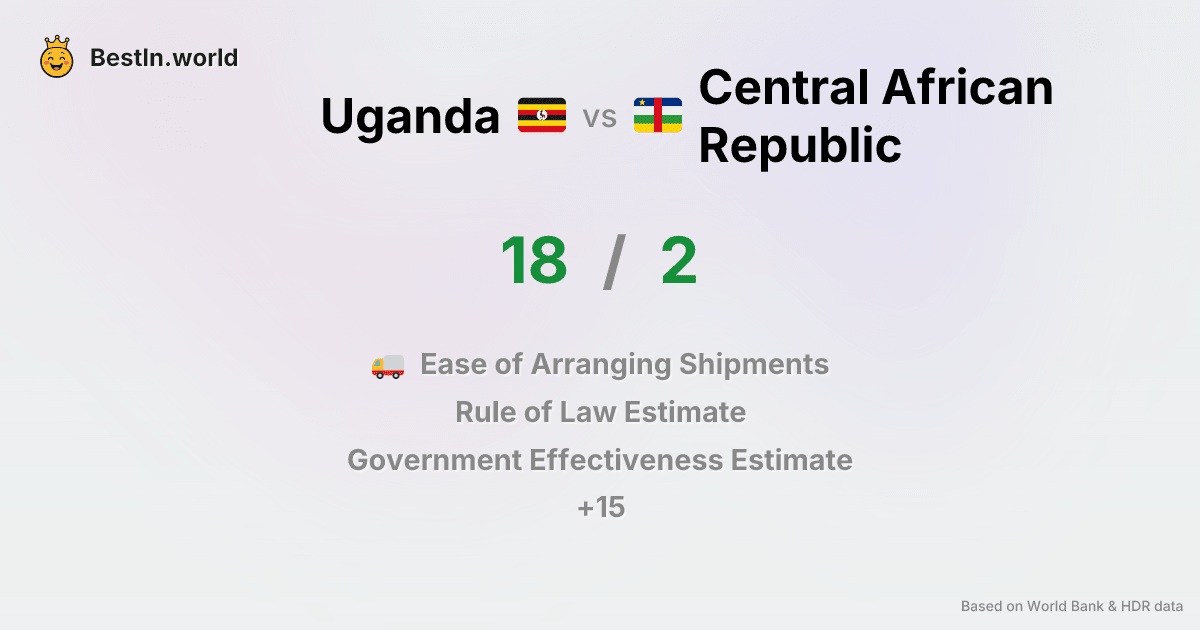 BestIn.world
Uganda vs Central African
Republic
18 / 2
Ease of Arranging Shipments
Rule of Law Estimate
Government Effectiveness Estimate
+15
Based on World Bank & HDR data